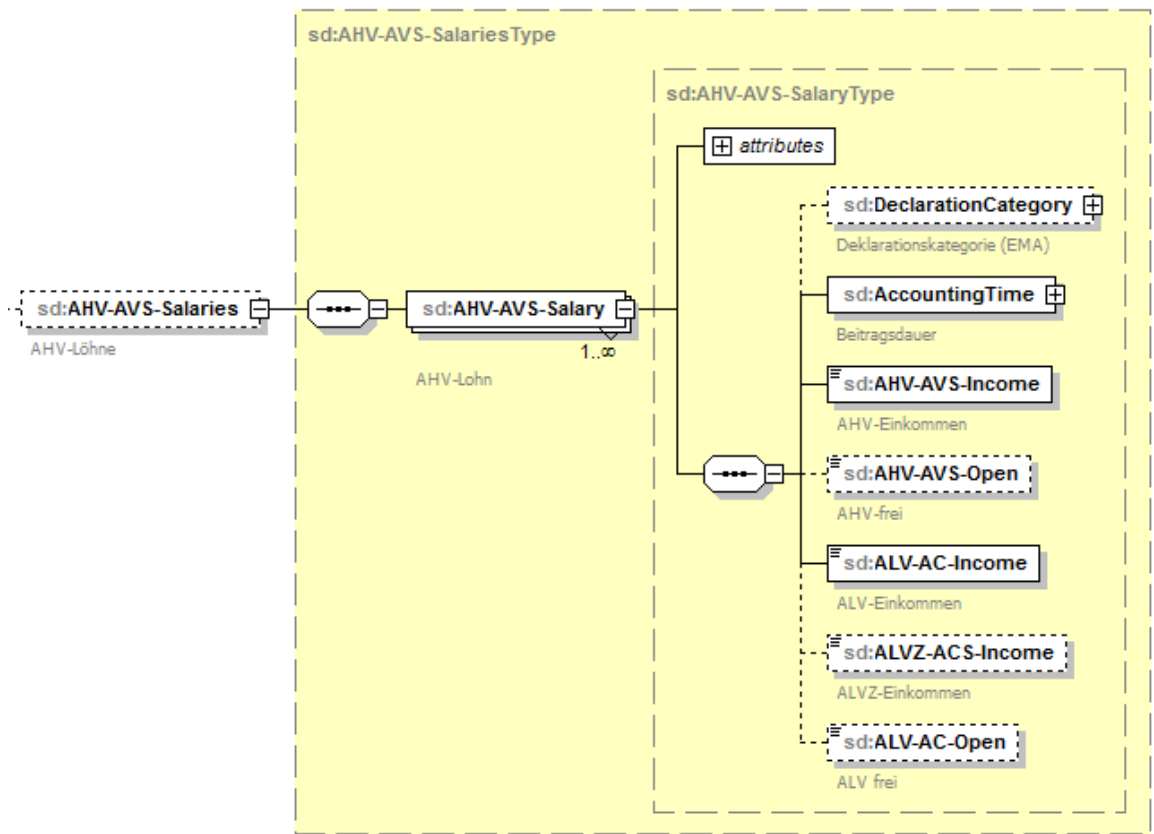 sd:AHV-AVS-SalariesType
sd:AHV-AVS-SalaryType
attributes
sd:DeclarationCategory
Deklarationskategorie (EMA)
sd:AccountingTime
Beitragsdauer
sd:AHV-AVS-Salaries
AHV-Löhne
sd:AHV-AVS-Salary
1..∞
AHV-Lohn
sd:AHV-AVS-Income
AHV-Einkommen
sd:AHV-AVS-Open
AHV-frei
sd:ALV-AC-Income
ALV-Einkommen
sd:ALVZ-ACS-Income
ALVZ-Einkommen
sd:ALV-AC-Open
ALV frei